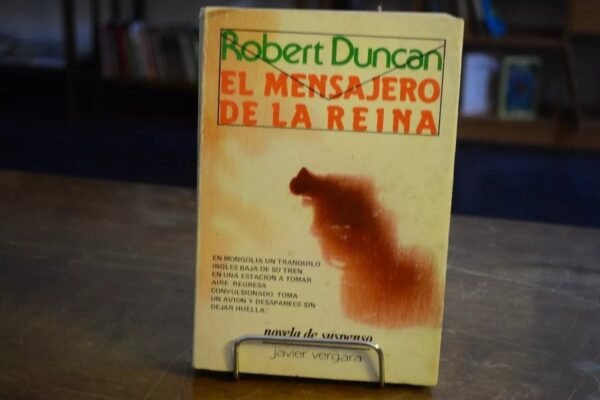 Robert Duncan
EL MENSAJERO
DE LA REINA
EN MONGOLIA UN TRANQUILO
INGLES BAJA DE SU TREN
EN UNA ESTACION A TOMAR
AIRE. REGRESA
CONVULSIONADO. TOMA
UN AVION Y DESAPARECE SIN
DEJAR HUELLA.
novela de suspenso
javier vergara